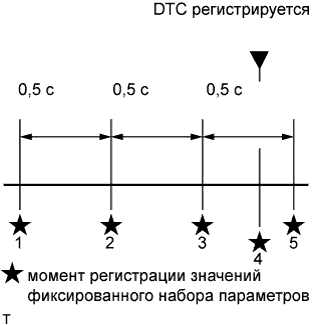 DTC регистрируется
0,5 с 0,5 с 0,5 с
1 2 3 4 5
момент регистрации значений
фиксированного набора параметров
T